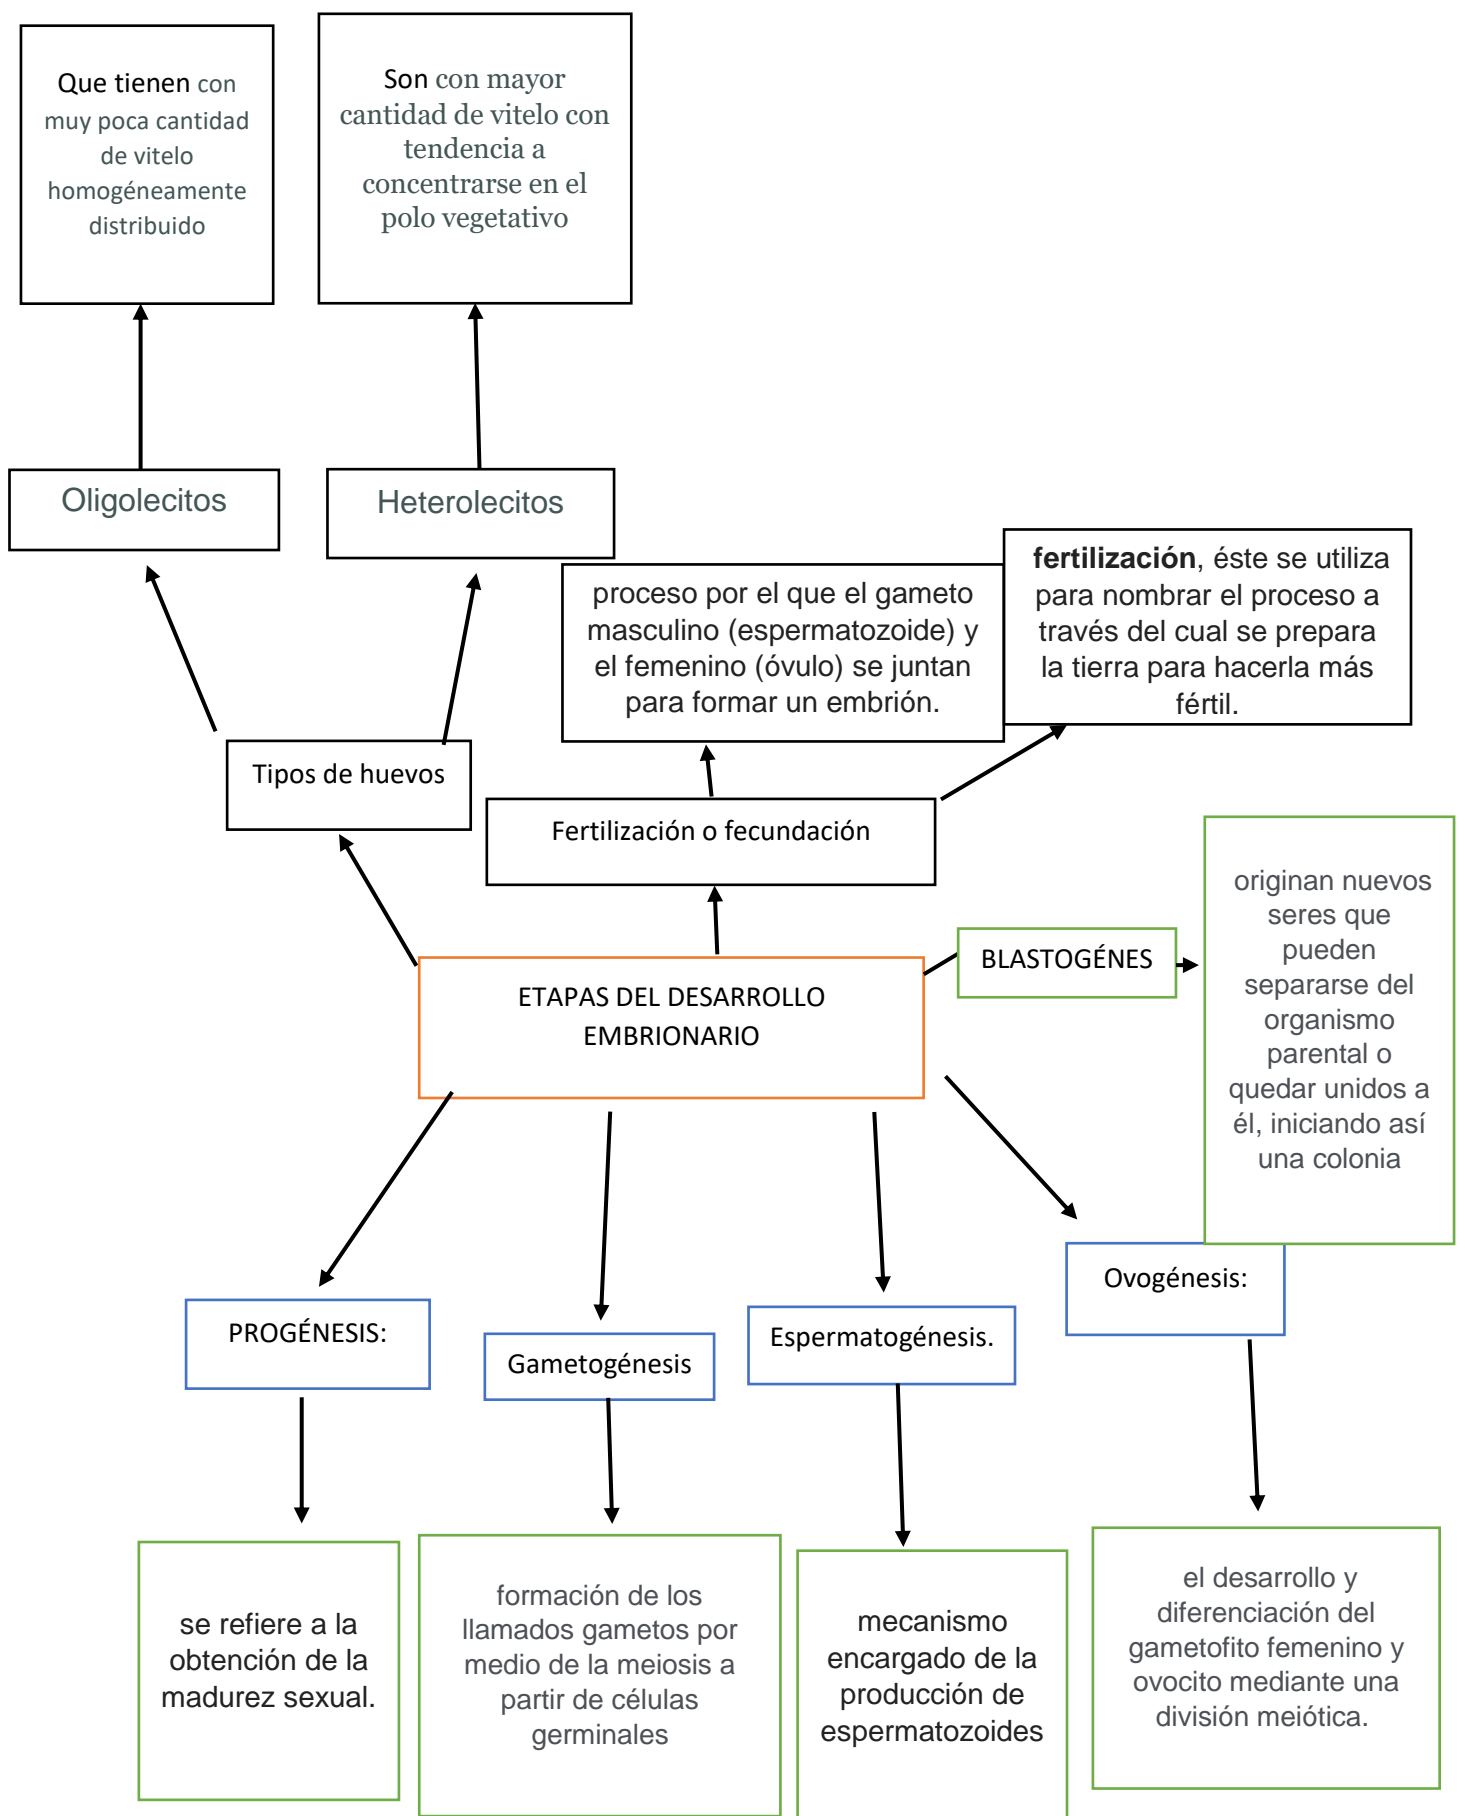 Que tienen con
muy poca cantidad
de vitelo
homogéneamente
distribuido
Son con mayor
cantidad de vitelo con
tendencia a
concentrarse en el
polo vegetativo
Oligolecitos
Heterolecitos
proceso por el que el gameto
masculino (espermatozoide) y
el femenino (óvulo) se juntan
para formar un embrión.
fertilización, éste se utiliza
para nombrar el proceso a
través del cual se prepara
la tierra para hacerla más
fértil.
Tipos de huevos
Fertilización o fecundación
BLASTOGÉNES
originan nuevos
seres que
pueden
separarse del
organismo
parental o
quedar unidos a
él, iniciando así
una colonia
ETAPAS DEL DESARROLLO
EMBRIONARIO
PROGÉNESIS:
Gametogénesis
Espermatogénesis.
Ovogénesis:
se refiere a la
obtención de la
madurez sexual.
formación de los
llamados gametos por
medio de la meiosis a
partir de células
germinales
mecanismo
encargado de la
producción de
espermatozoides
el desarrollo y
diferenciación del
gametofito femenino y
ovocito mediante una
división meiótica.